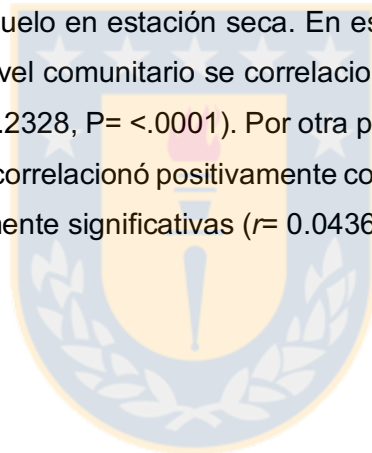 uelo en estación seca. En es
vel comunitario se correlacio
.2328, P= <.0001). Por otra p
correlacionó positivamente co
nente significativas (r= 0.0436